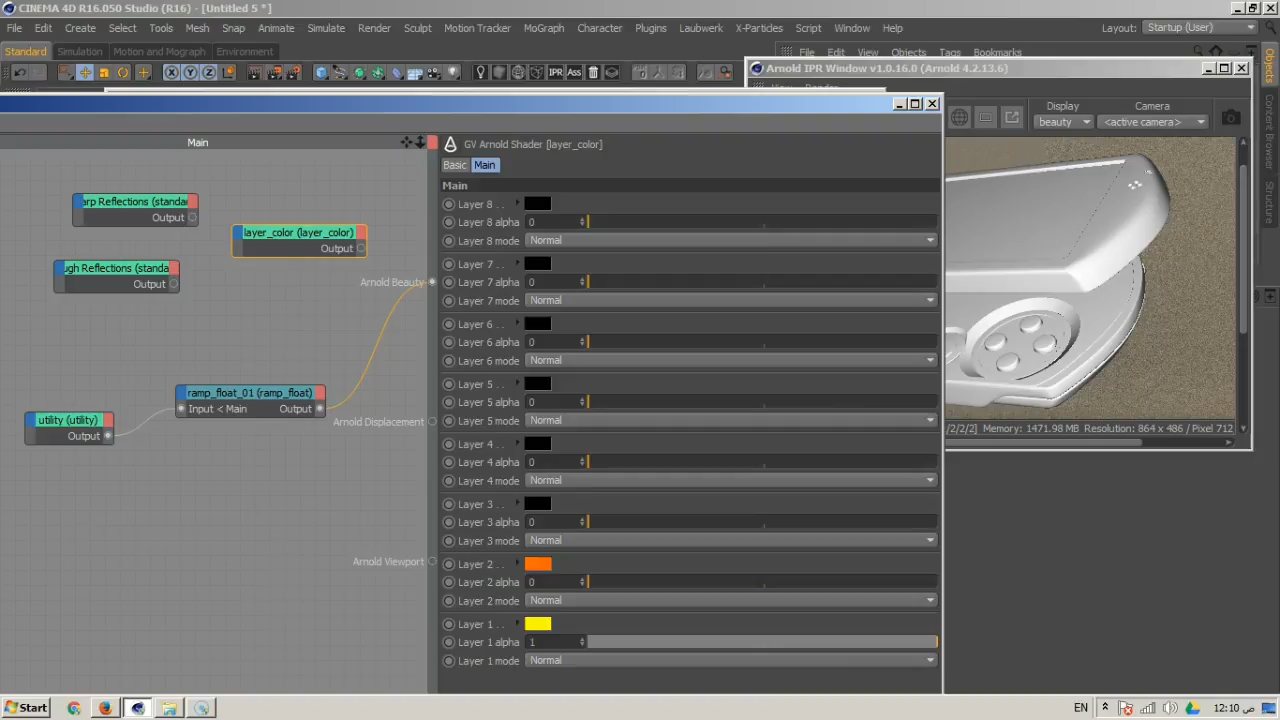 CINEMA 4D R16.050 Studio (R16) - [Untitled 5 *]
File Edit Create Select Tools Mesh Snap Animate Simulate Render Sculpt Motion Tracker MoGraph Character Plugins Laubwerk X-Particles Script Window
Layout: Startup (User)
Standard Simulation Motion and Mograph Environment
File Edit View Objects Tags Bookmarks
X Y Z IPR Ass
Arnold IPR Window v1.0.16.0 (Arnold 4.2.13.6)
Display Camera
beauty <active camera>
Main
GV Arnold Shader [layer_color]
Basic Main
Main
Layer 8 . .
Layer 8 alpha 0
Layer 8 mode Normal
Layer 7 . .
Layer 7 alpha 0
Layer 7 mode Normal
Layer 6 . .
Layer 6 alpha 0
Layer 6 mode Normal
Layer 5 . .
Layer 5 alpha 0
Layer 5 mode Normal
Layer 4 . .
Layer 4 alpha 0
Layer 4 mode Normal
Layer 3 . .
Layer 3 alpha 0
Layer 3 mode Normal
Layer 2 . .
Layer 2 alpha 0
Layer 2 mode Normal
Layer 1 . .
Layer 1 alpha 1
Layer 1 mode Normal
arp Reflections (standa
Output
layer_color (layer_color)
Output
ugh Reflections (standa
Output
Arnold Beauty
ramp_float_01 (ramp_float)
Input < Main Output
utility (utility)
Output
Arnold Displacement
Arnold Viewport
/2/2/2] Memory: 1471.98 MB Resolution: 864 x 486 / Pixel 712
Objects
Content Browser
Structure
Start
EN
12:10 ص